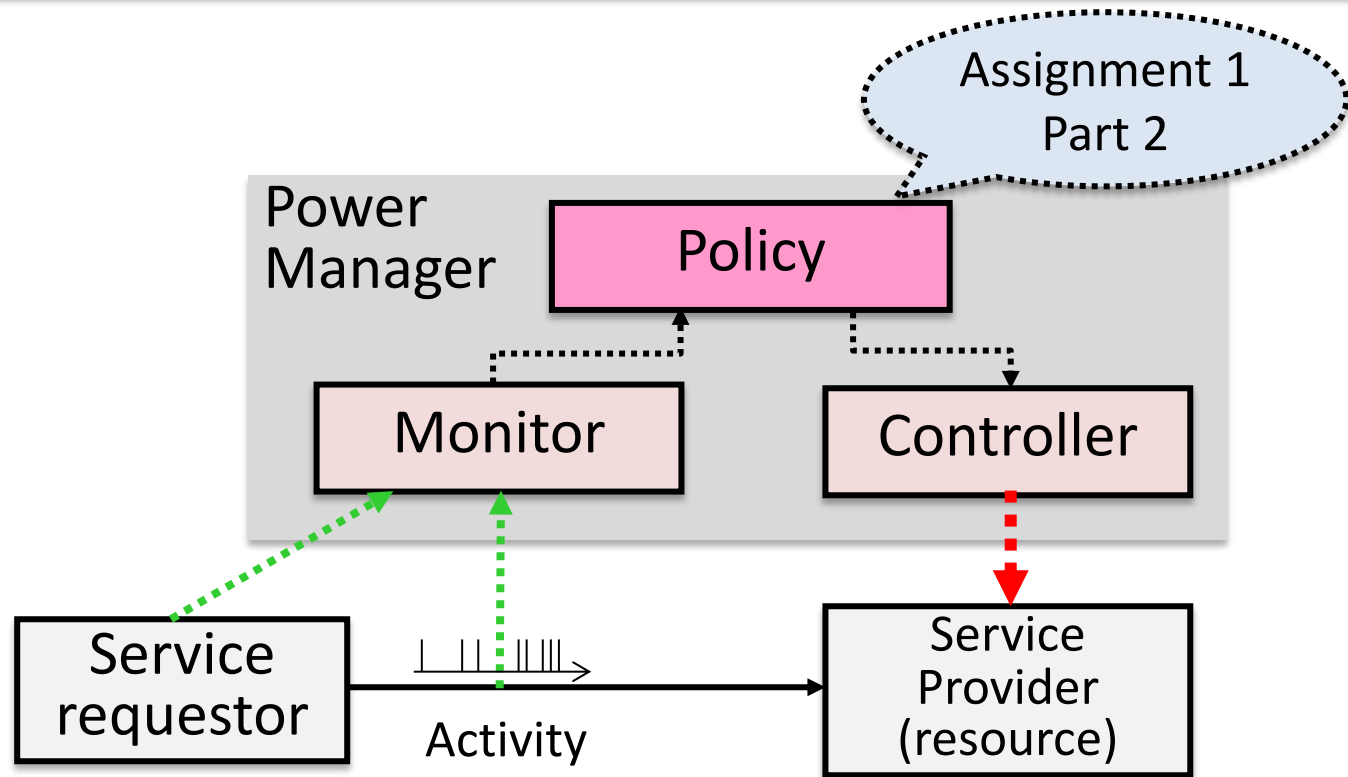 Assignment 1
Part 2
Power
Manager
Policy
Monitor
Controller
Service
requestor
Activity
Service
Provider
(resource)